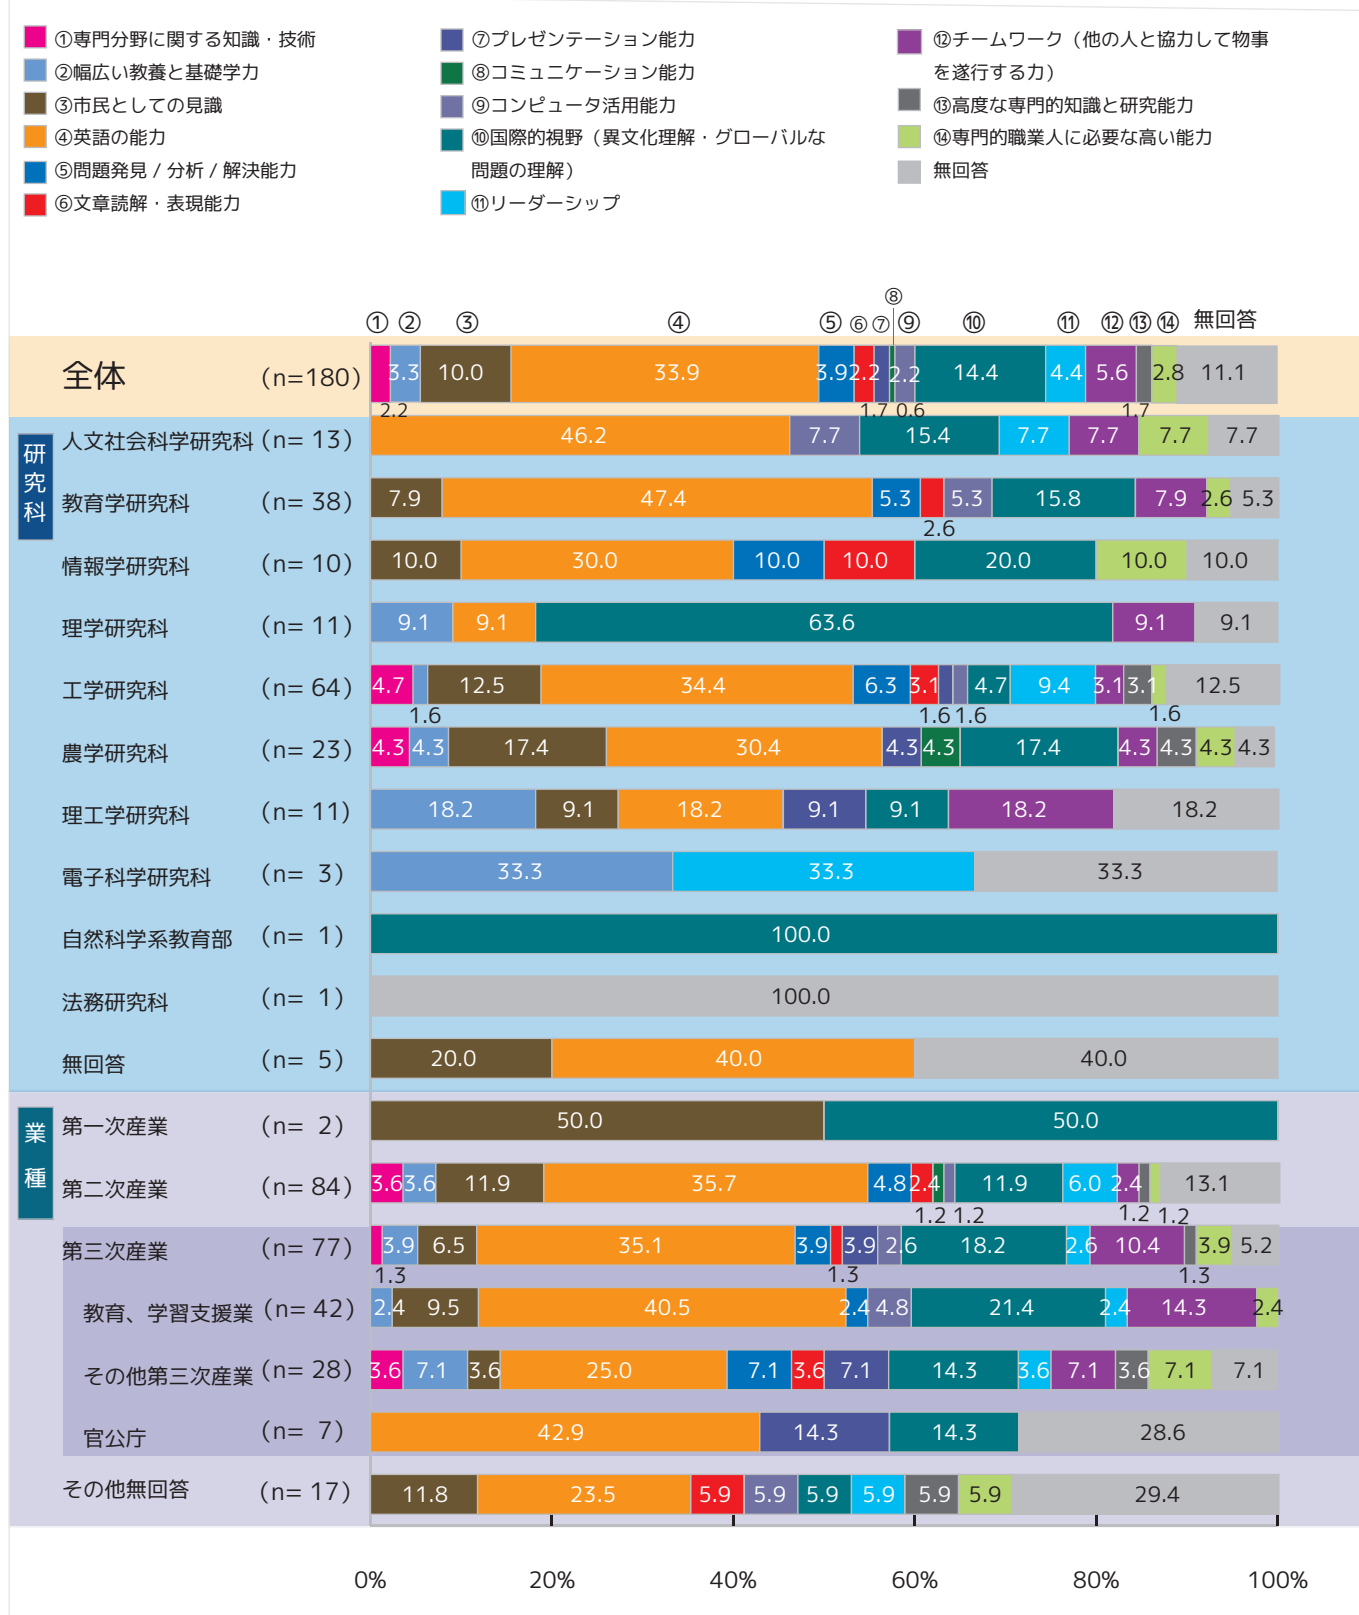 ①専門分野に関する知識・技術
②幅広い教養と基礎学力
③市民としての見識
④英語の能力
⑤問題発見 / 分析 / 解決能力
⑥文章読解・表現能力
⑦プレゼンテーション能力
⑧コミュニケーション能力
⑨コンピュータ活用能力
⑩国際的視野（異文化理解・グローバルな
問題の理解）
⑪リーダーシップ
⑫チームワーク（他の人と協力して物事
を遂行する力）
⑬高度な専門的知識と研究能力
⑭専門的職業人に必要な高い能力
無回答
⑧
① ② ③ ④ ⑤ ⑥ ⑦ ⑨ ⑩ ⑪ ⑫ ⑬ ⑭ 無回答
全体 (n=180) 3.3 10.0 33.9 3.9 2.2 2.2 14.4 4.4 5.6 2.8 11.1
2.2 1.7 0.6 1.7
研究科
人文社会科学研究科 (n= 13) 46.2 7.7 15.4 7.7 7.7 7.7 7.7
教育学研究科 (n= 38) 7.9 47.4 5.3 5.3 15.8 7.9 2.6 5.3
2.6
情報学研究科 (n= 10) 10.0 30.0 10.0 10.0 20.0 10.0 10.0
理学研究科 (n= 11) 9.1 9.1 63.6 9.1 9.1
工学研究科 (n= 64) 4.7 12.5 34.4 6.3 3.1 4.7 9.4 3.1 3.1 12.5
1.6 1.6 1.6 1.6
農学研究科 (n= 23) 4.3 4.3 17.4 30.4 4.3 4.3 17.4 4.3 4.3 4.3 4.3
理工学研究科 (n= 11) 18.2 9.1 18.2 9.1 9.1 18.2 18.2
電子科学研究科 (n= 3) 33.3 33.3 33.3
自然科学系教育部 (n= 1) 100.0
法務研究科 (n= 1) 100.0
無回答 (n= 5) 20.0 40.0 40.0
業種
第一次産業 (n= 2) 50.0 50.0
第二次産業 (n= 84) 3.6 3.6 11.9 35.7 4.8 2.4 11.9 6.0 2.4 13.1
1.2 1.2 1.2 1.2
第三次産業 (n= 77) 3.9 6.5 35.1 3.9 3.9 2.6 18.2 2.6 10.4 3.9 5.2
1.3 1.3 1.3
教育、学習支援業 (n= 42) 2.4 9.5 40.5 2.4 4.8 21.4 2.4 14.3 2.4
その他第三次産業 (n= 28) 3.6 7.1 3.6 25.0 7.1 3.6 7.1 14.3 3.6 7.1 3.6 7.1 7.1
官公庁 (n= 7) 42.9 14.3 14.3 28.6
その他無回答 (n= 17) 11.8 23.5 5.9 5.9 5.9 5.9 5.9 5.9 29.4
0% 20% 40% 60% 80% 100%